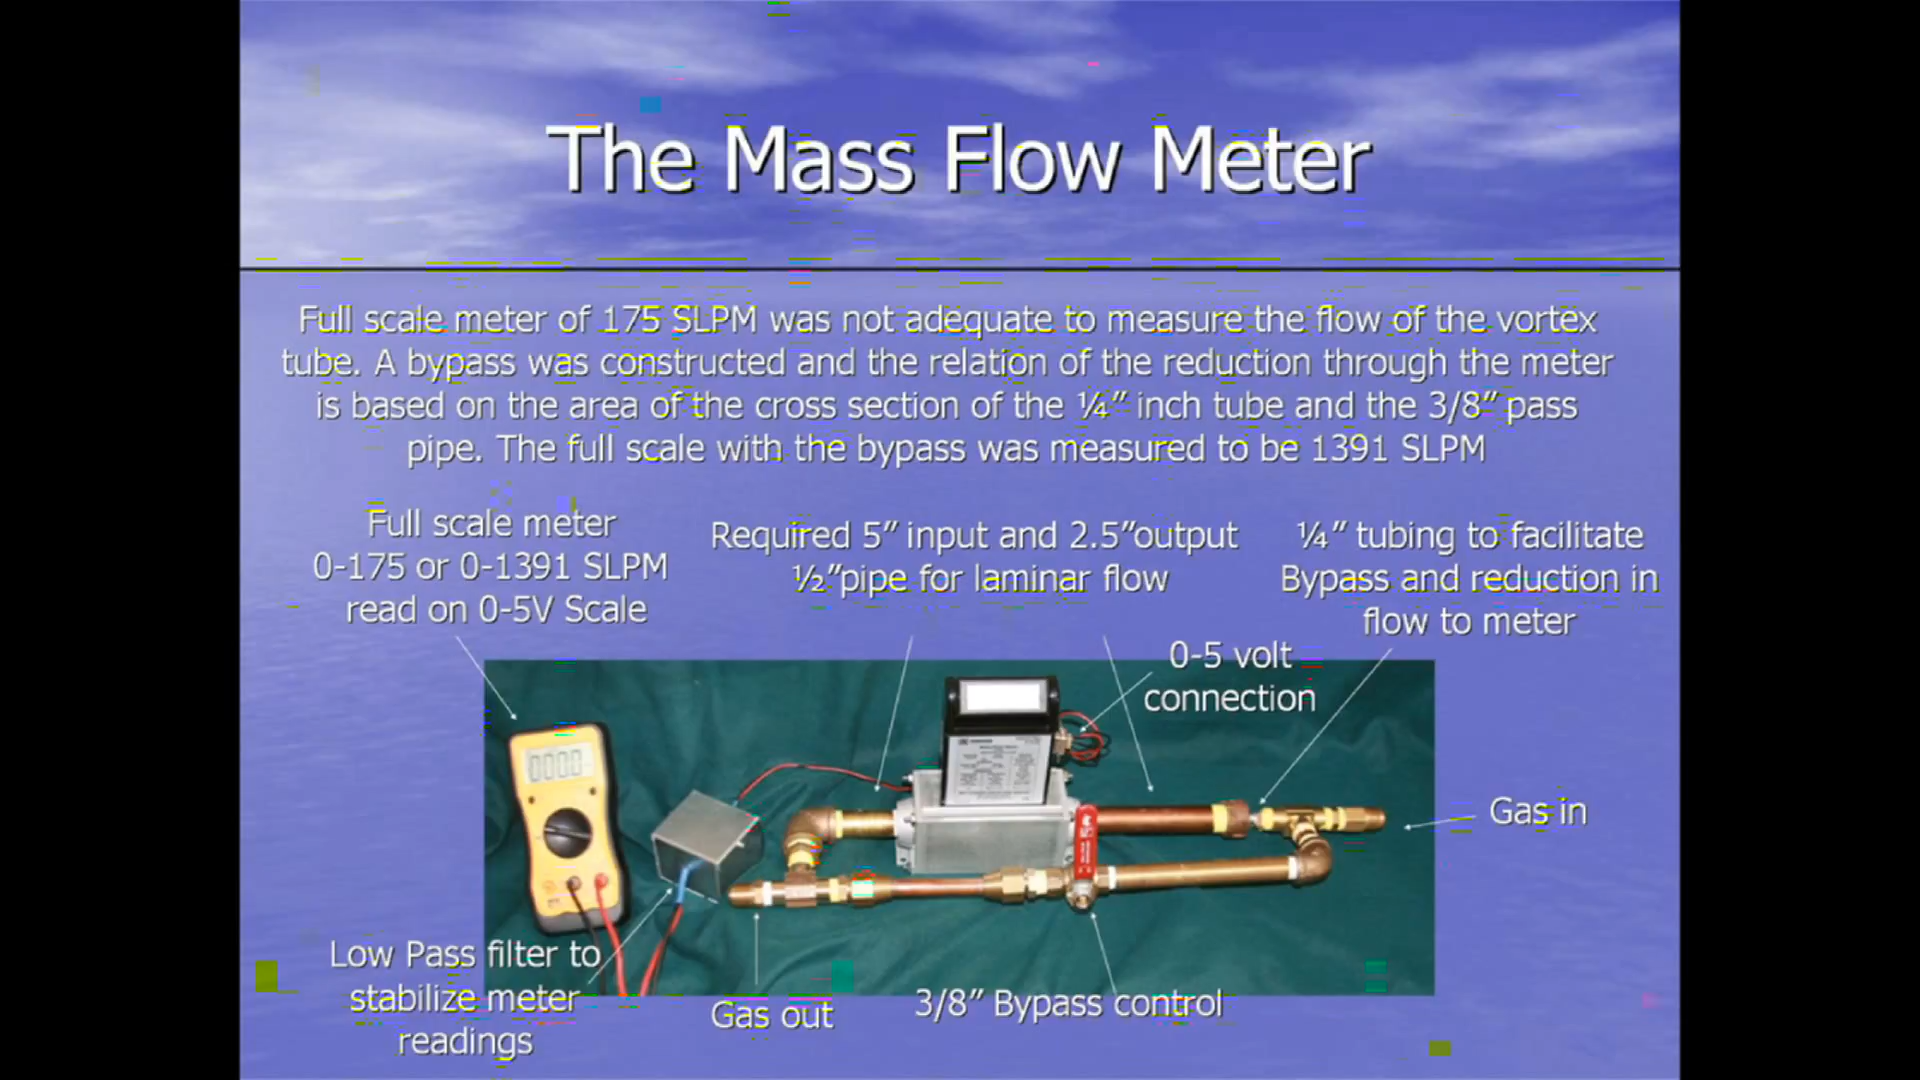 The Mass Flow Meter
Full scale meter of 175 SLPM was not adequate to measure the flow of the vortex
tube. A bypass was constructed and the relation of the reduction through the meter
is based on the area of the cross section of the ¼” inch tube and the 3/8” pass
pipe. The full scale with the bypass was measured to be 1391 SLPM
Full scale meter
0-175 or 0-1391 SLPM
read on 0-5V Scale
Required 5” input and 2.5”output
½”pipe for laminar flow
¼” tubing to facilitate
Bypass and reduction in
flow to meter
0-5 volt
connection
Gas in
Low Pass filter to
stabilize meter
readings
Gas out
3/8” Bypass control